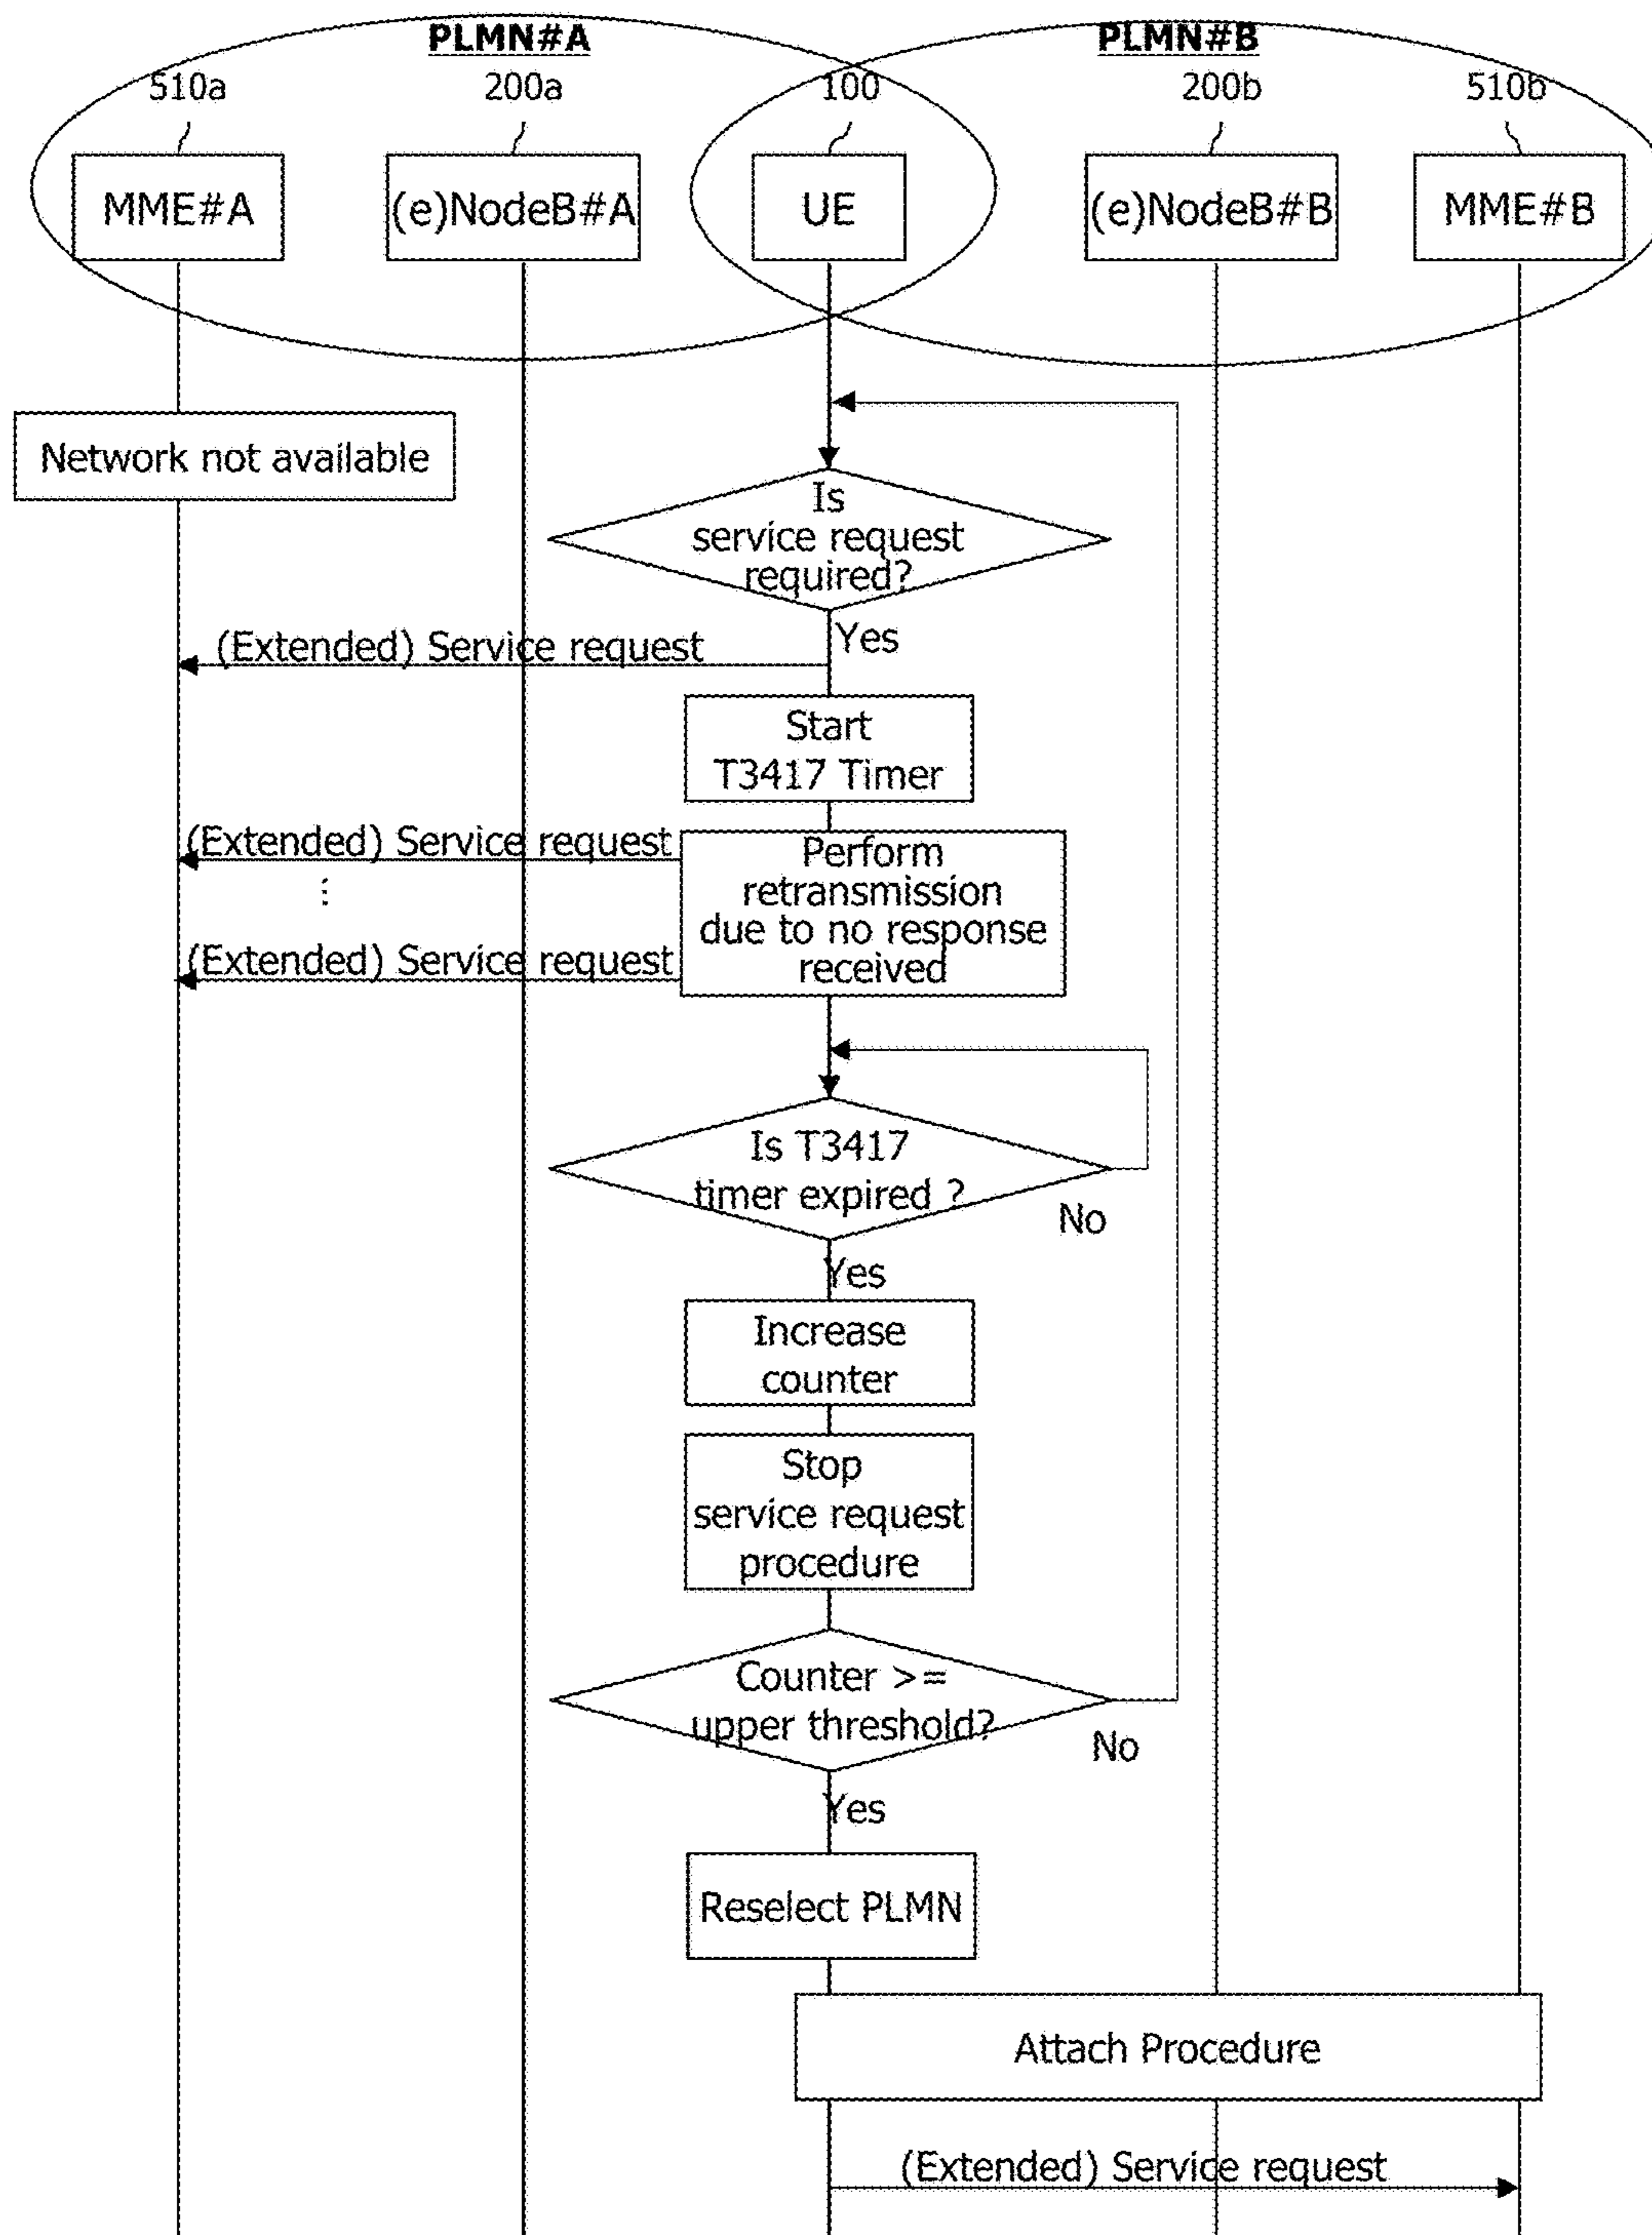 PLMN#A
PLMN#B
510a
200a
100
200b
510b
MME#A
(e)NodeB#A
UE
(e)NodeB#B
MME#B
Network not available
Is
service request
required?
Yes
(Extended) Service request
Start
T3417 Timer
(Extended) Service request
⋮
(Extended) Service request
Perform
retransmission
due to no response
received
Is T3417
timer expired ?
No
Yes
Increase
counter
Stop
service request
procedure
Counter >=
upper threshold?
No
Yes
Reselect PLMN
Attach Procedure
(Extended) Service request